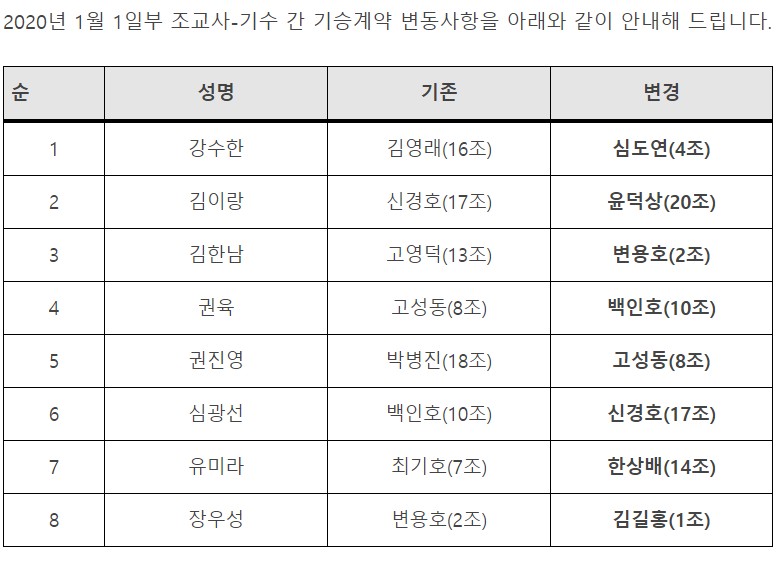 2020년 1월 1일부 조교사-기수 간 기승계약 변동사항을 아래와 같이 안내해 드립니다.
순 성명 기존 변경
1 강수한 김영래(16조) 심도연(4조)
2 김이랑 신경호(17조) 윤덕상(20조)
3 김한남 고영덕(13조) 변용호(2조)
4 권육 고성동(8조) 백인호(10조)
5 권진영 박병진(18조) 고성동(8조)
6 심광선 백인호(10조) 신경호(17조)
7 유미라 최기호(7조) 한상배(14조)
8 장우성 변용호(2조) 김길홍(1조)